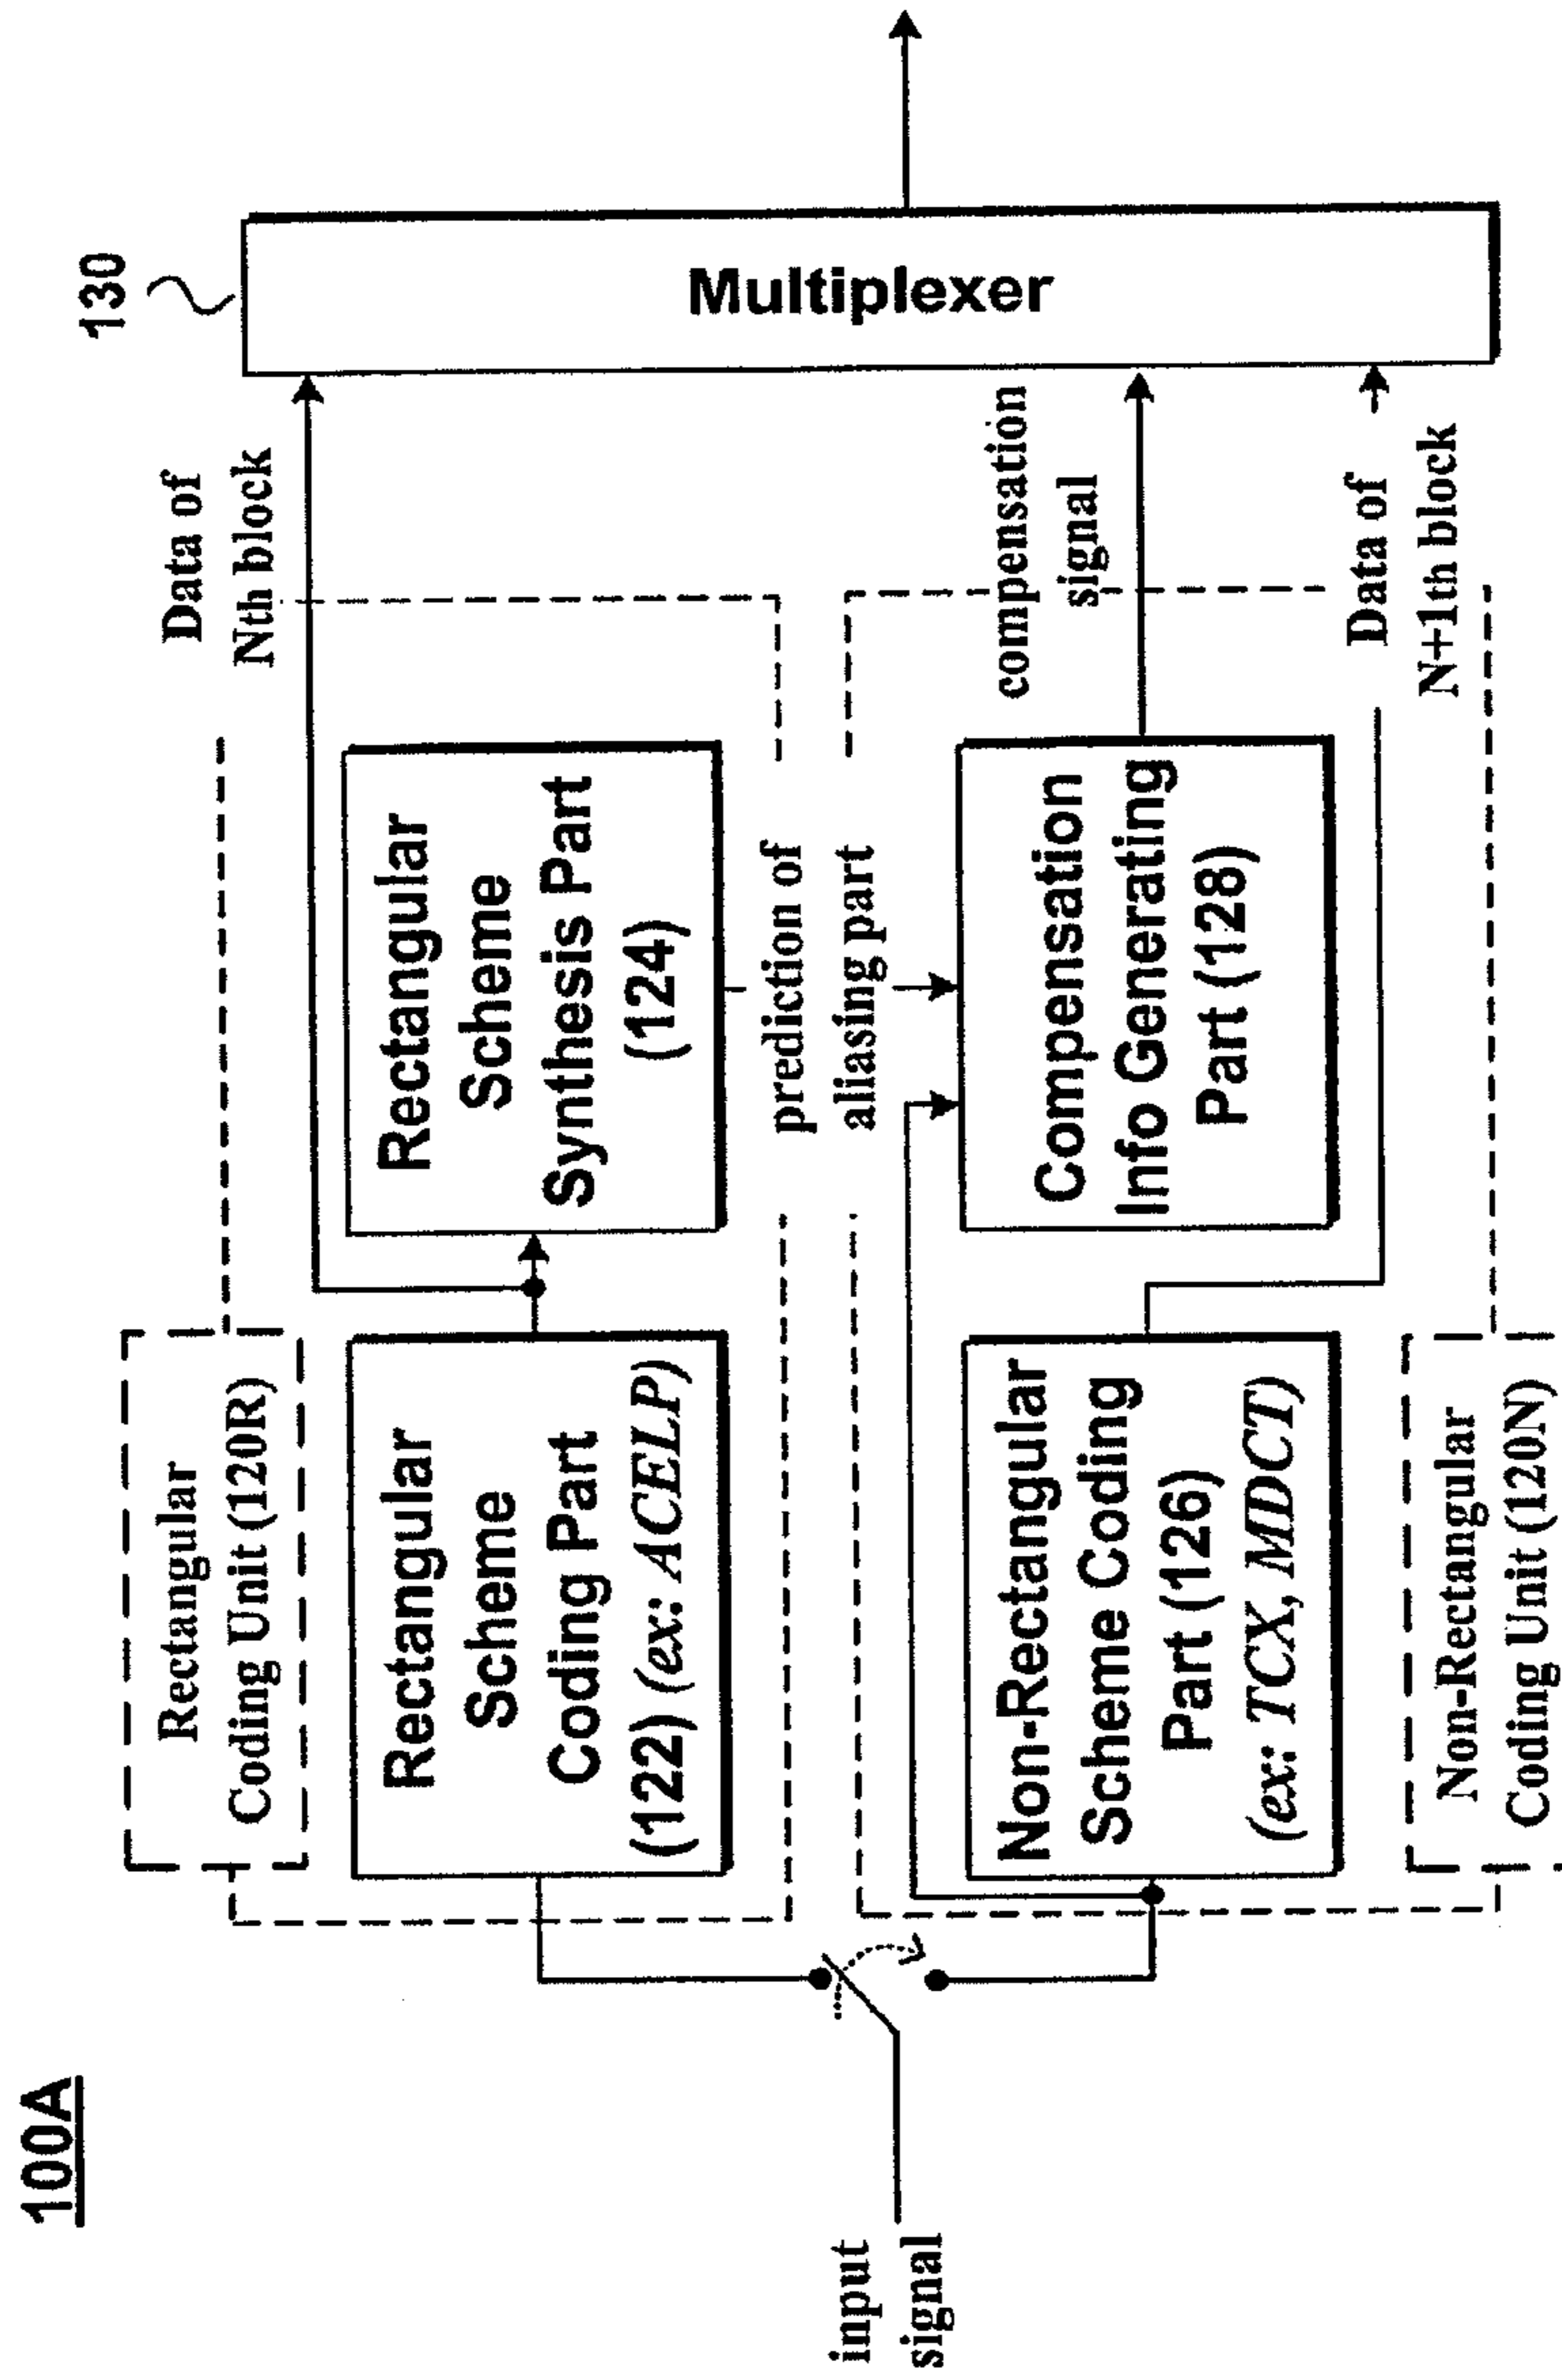 100A
input
signal
Rectangular
Coding Unit (120R)
Rectangular
Scheme
Coding Part
(122) (ex: ACELP)
Rectangular
Scheme
Synthesis Part
(124)
Data of
Nth block
prediction of
aliasing part
Non-Rectangular
Scheme Coding
Part (126)
(ex: TCX, MDCT)
Compensation
Info Generating
Part (128)
compensation
signal
Data of
N+1th block
Non-Rectangular
Coding Unit (120N)
130
Multiplexer